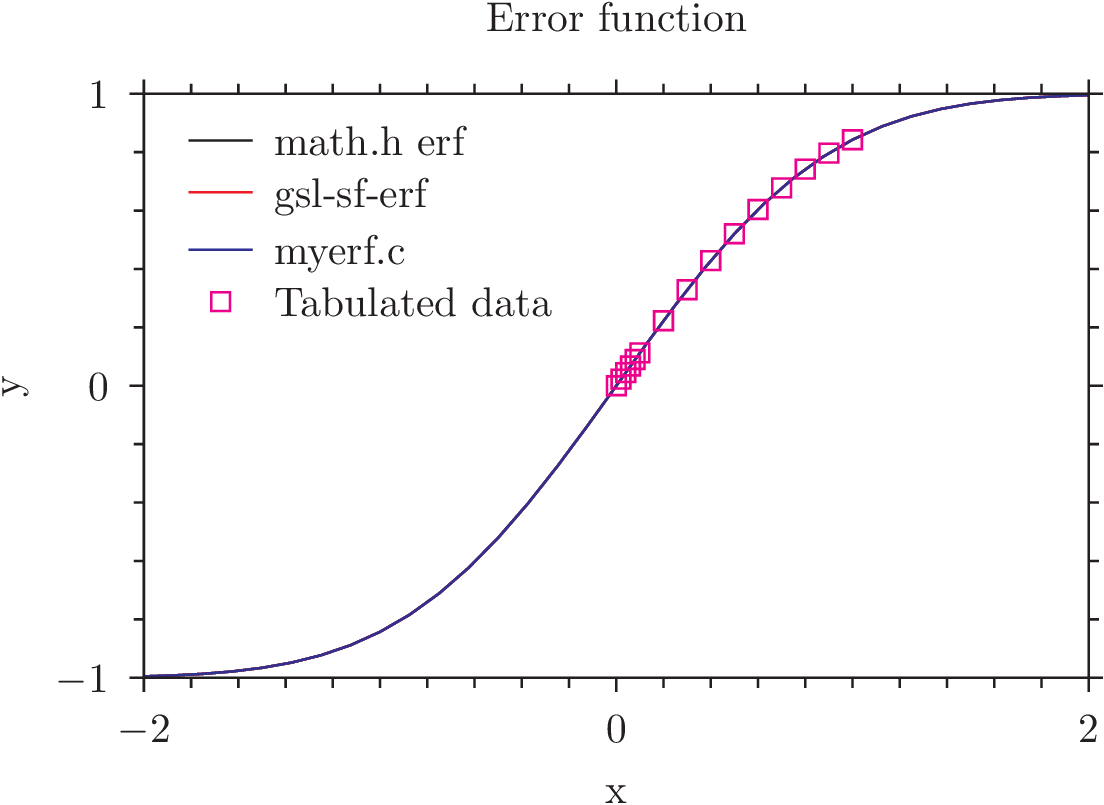 Error function
1
math.h erf
gsl-sf-erf
myerf.c
Tabulated data
y
0
−1
−2 0 2
x